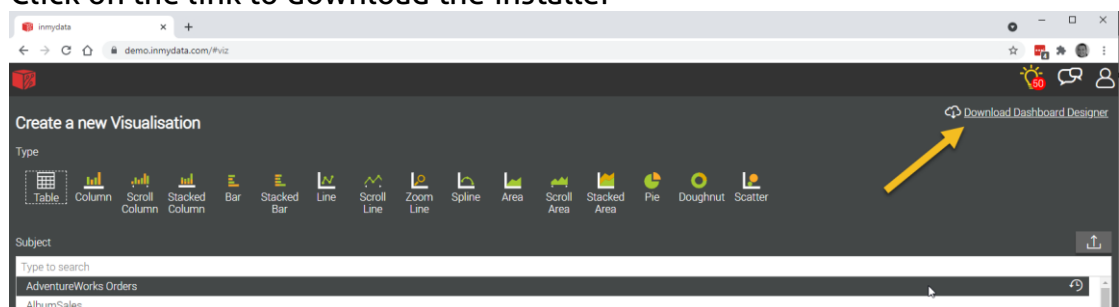 Click on the link to download the installer
inmydata
demo.inmydata.com/#viz
50
Download Dashboard Designer
Create a new Visualisation
Type
Table Column Scroll Column Stacked Column Bar Stacked Bar Line Scroll Line Zoom Line Spline Area Scroll Area Stacked Area Pie Doughnut Scatter
Subject
Type to search
AdventureWorks Orders
AlbumSales